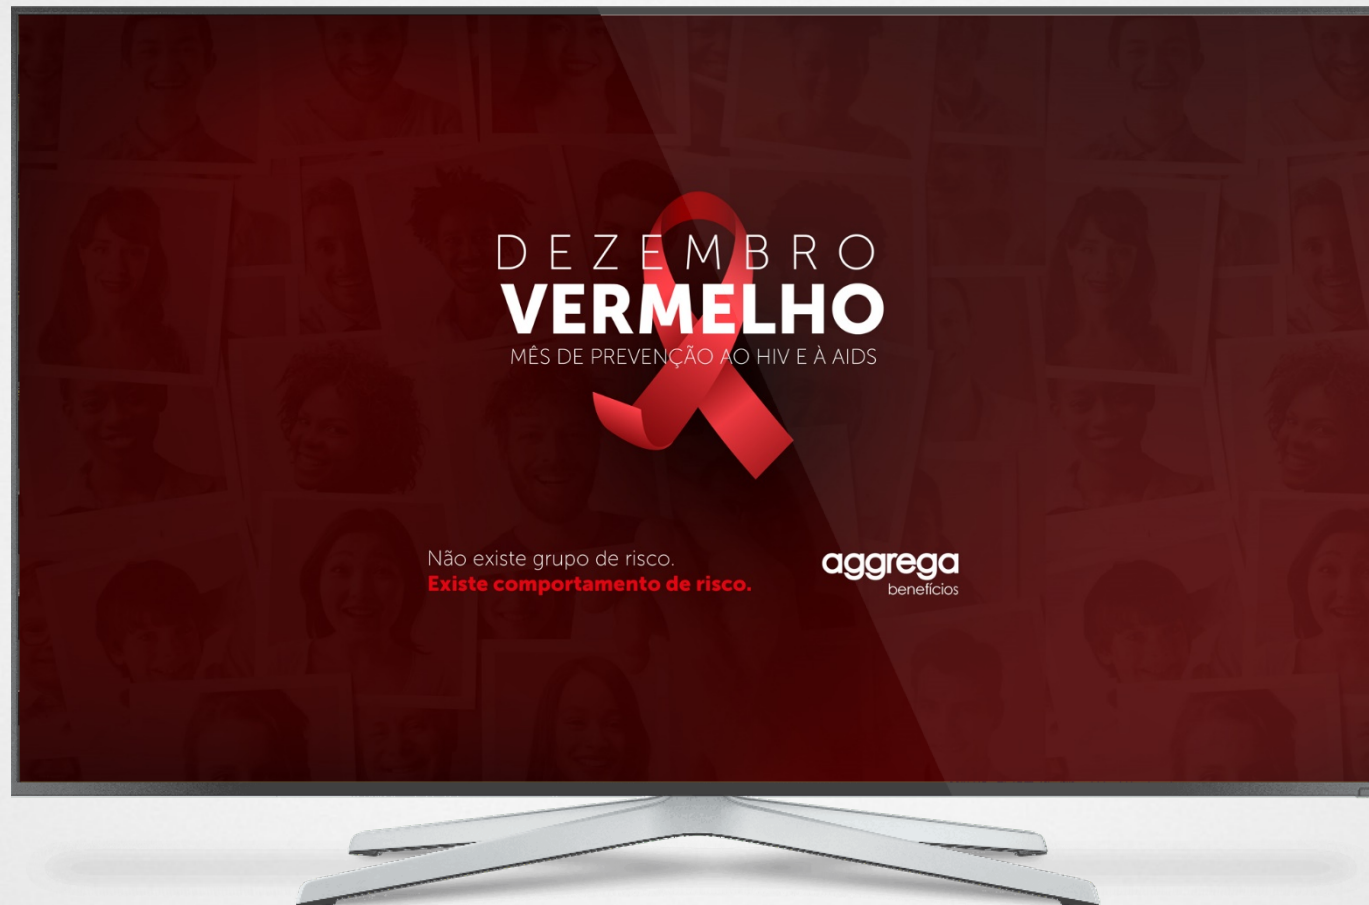 DEZEMBRO
VERMELHO
MÊS DE PREVENÇÃO AO HIV E À AIDS
Não existe grupo de risco.
Existe comportamento de risco.
aggrega
benefícios